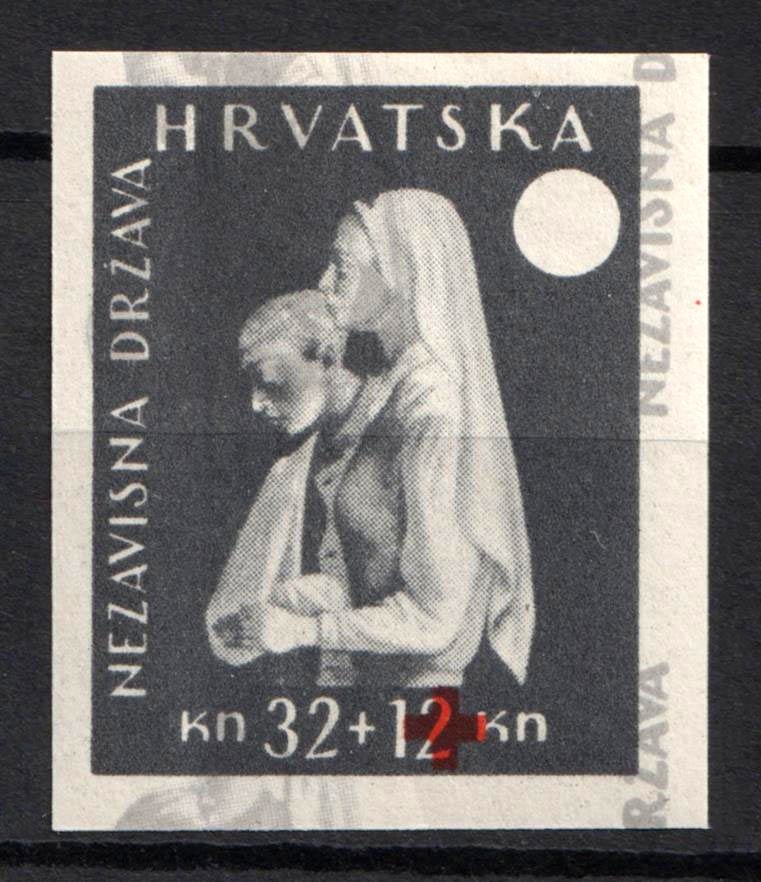 HRVATSKA
NEZAVISNA DRŽAVA
Kn 32 + 12 Kn
NEZAVISNA D
RŽAVA